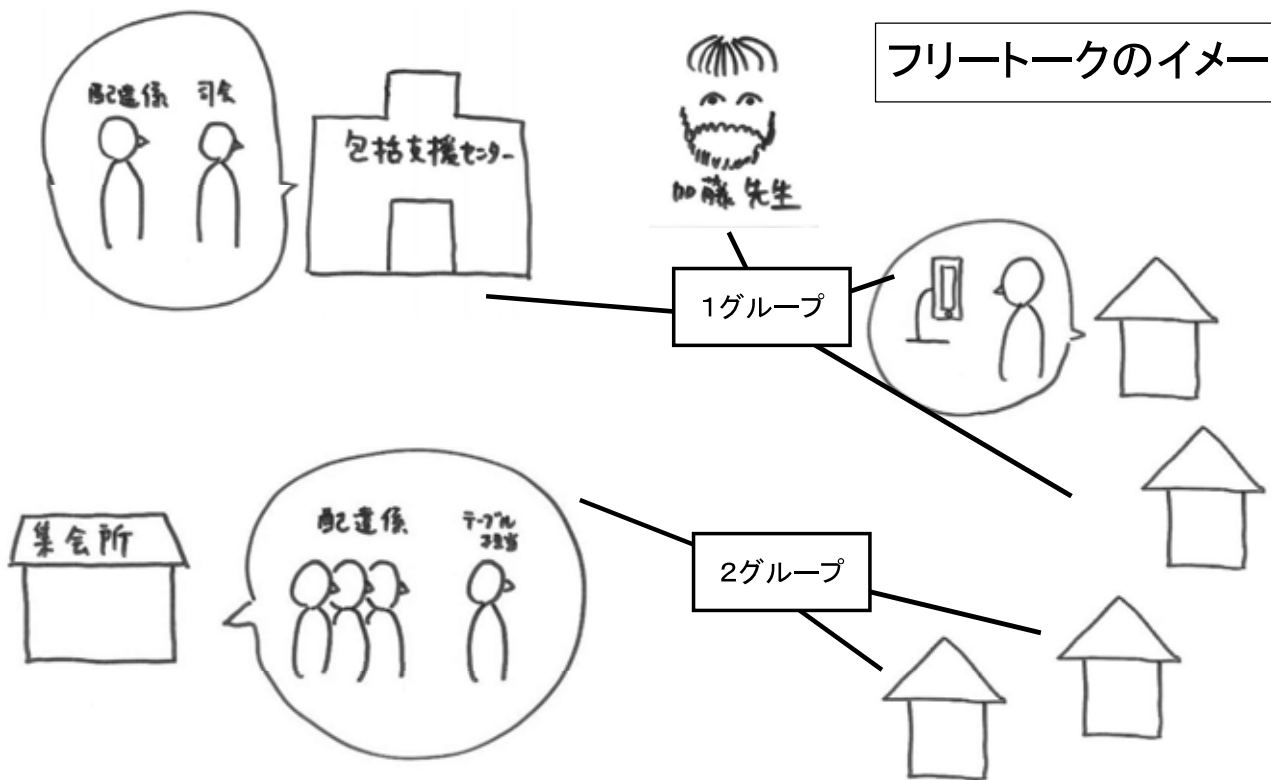 フリートークのイメー
配達係 司会
包括支援センター
加藤先生
1グループ
集会所
配達係
テーブル
担当
2グループ